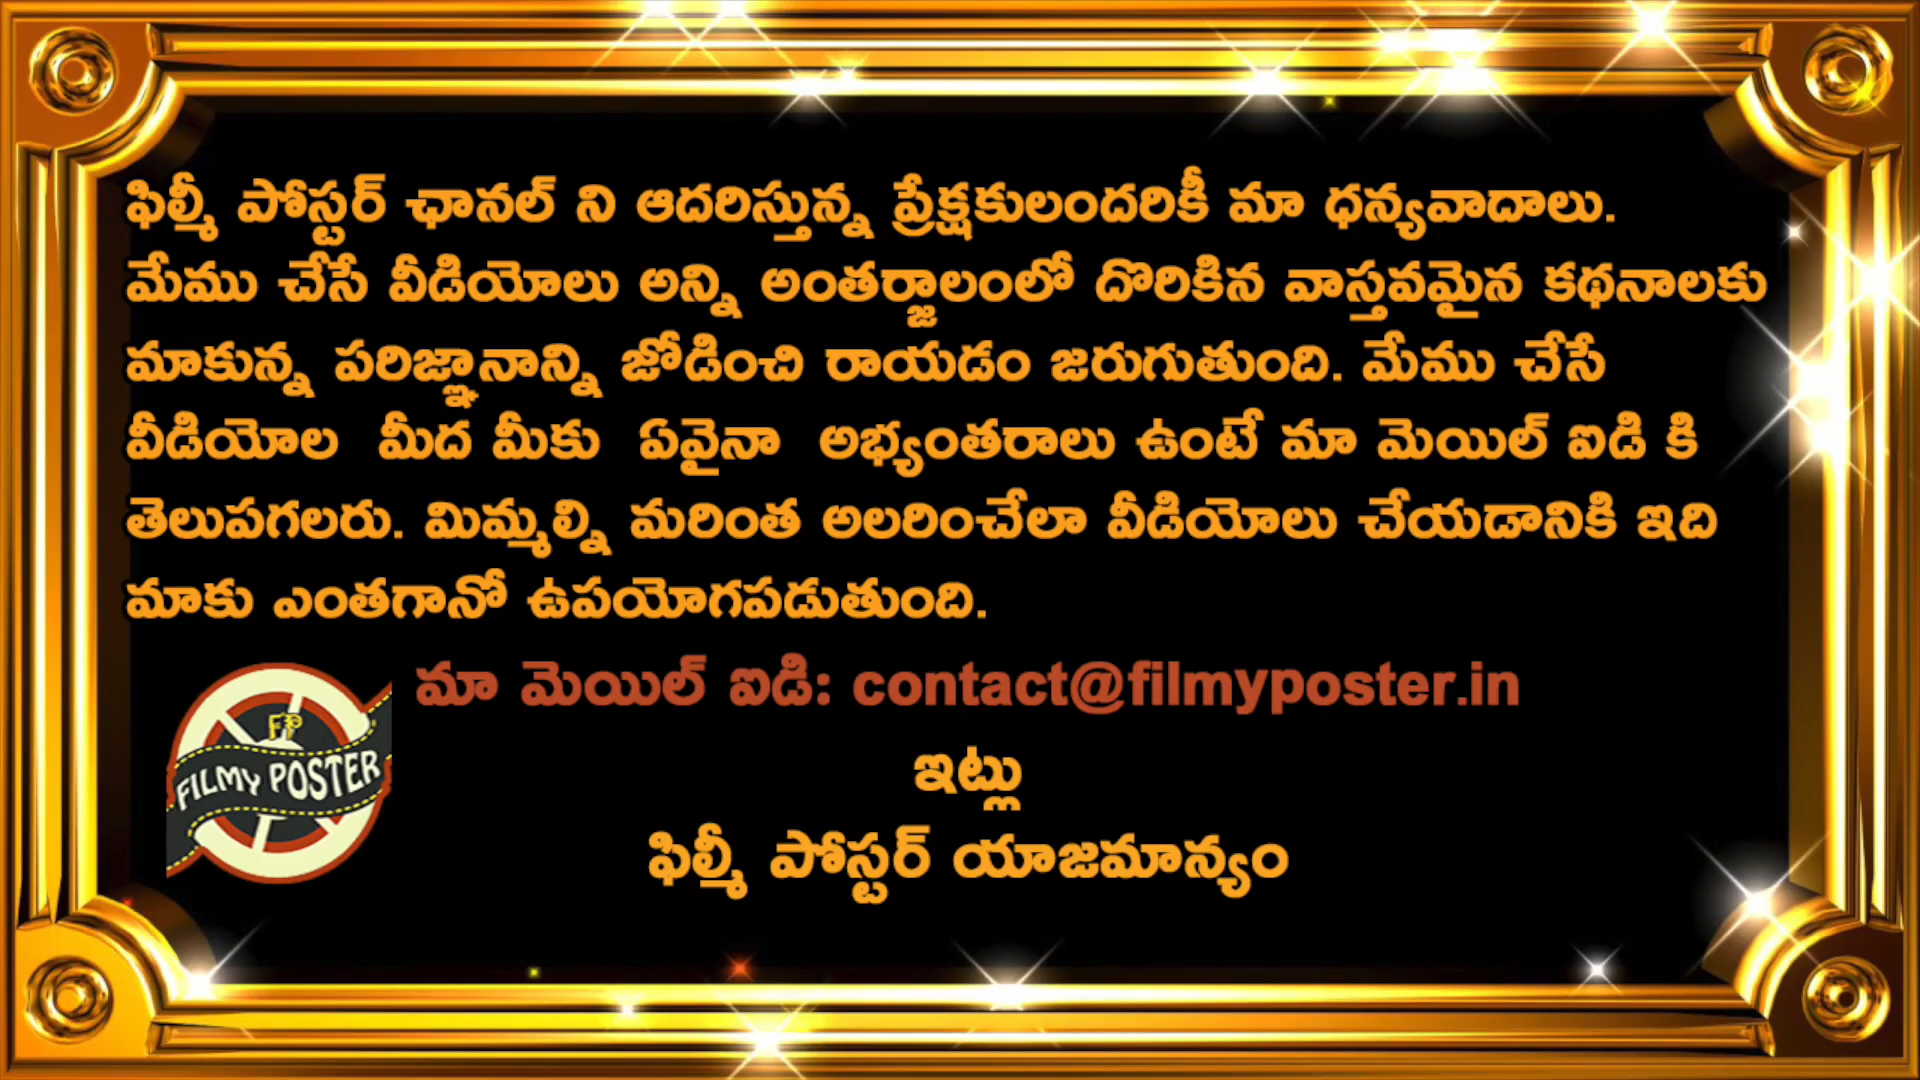 ఫిల్మీ పోస్టర్ ఛానల్ ని ఆదరిస్తున్న ప్రేక్షకులందరికీ మా ధన్యవాదాలు.
మేము చేసే వీడియోలు అన్ని అంతర్జాలంలో దొరికిన వాస్తవమైన కథనాలకు
మాకున్న పరిజ్ఞానాన్ని జోడించి రాయడం జరుగుతుంది. మేము చేసే
వీడియోల మీద మీకు ఏవైనా అభ్యంతరాలు ఉంటే మా మెయిల్ ఐడి కి
తెలుపగలరు. మిమ్మల్ని మరింత అలరించేలా వీడియోలు చేయడానికి ఇది
మాకు ఎంతగానో ఉపయోగపడుతుంది.
మా మెయిల్ ఐడి: contact@filmyposter.in
FP
FILMY POSTER
ఇట్లు
ఫిల్మీ పోస్టర్ యాజమాన్యం